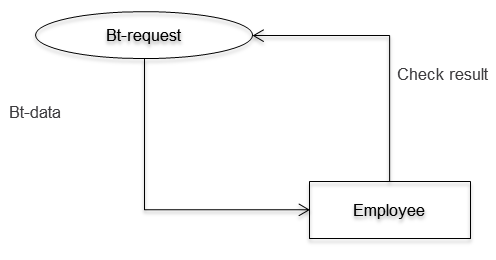 Bt-request
Check result
Bt-data
Employee